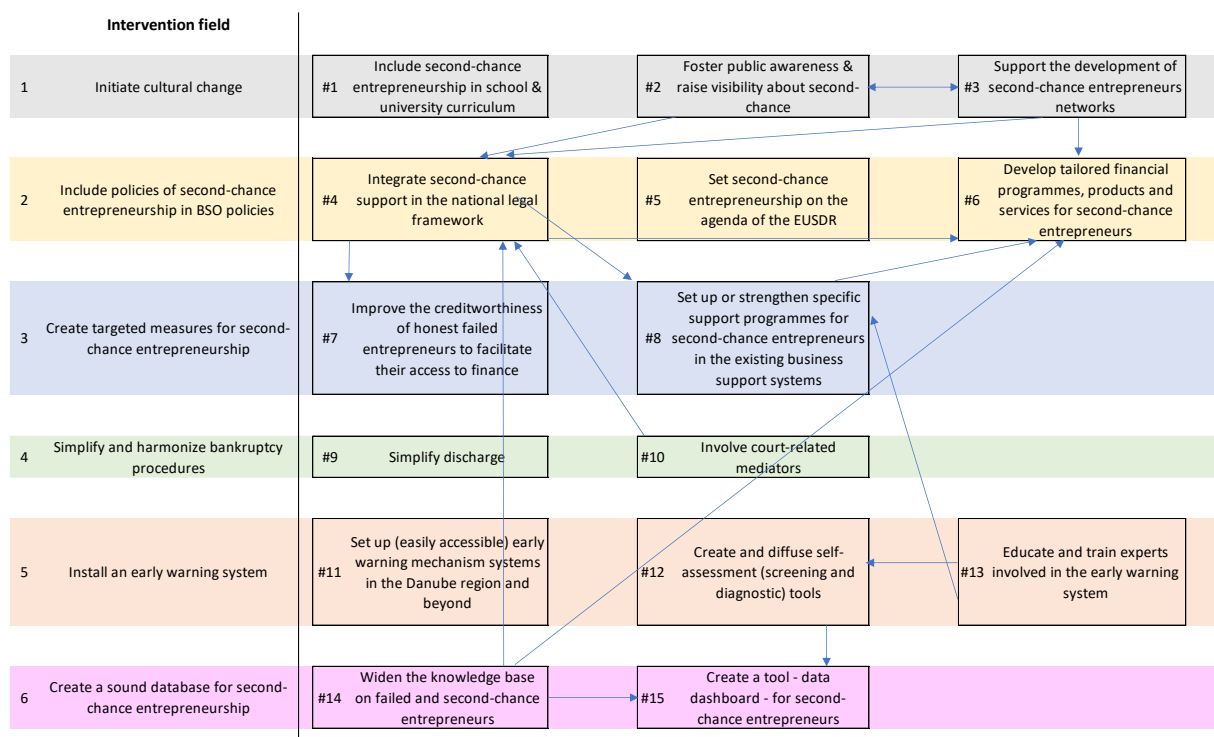 Intervention field
1
Initiate cultural change
#1
Include second-chance
entrepreneurship in school &
university curriculum
#2
Foster public awareness &
raise visibility about second-
chance
#3
Support the development of
second-chance entrepreneurs
networks
2
Include policies of second-chance
entrepreneurship in BSO policies
#4
Integrate second-chance
support in the national legal
framework
#5
Set second-chance
entrepreneurship on the
agenda of the EUSDR
#6
Develop tailored financial
programmes, products and
services for second-chance
entrepreneurs
3
Create targeted measures for second-
chance entrepreneurship
#7
Improve the creditworthiness
of honest failed
entrepreneurs to facilitate
their access to finance
#8
Set up or strengthen specific
support programmes for
second-chance entrepreneurs
in the existing business
support systems
4
Simplify and harmonize bankruptcy
procedures
#9
Simplify discharge
#10
Involve court-related
mediators
5
Install an early warning system
#11
Set up (easily accessible) early
warning mechanism systems
in the Danube region and
beyond
#12
Create and diffuse self-
assessment (screening and
diagnostic) tools
#13
Educate and train experts
involved in the early warning
system
6
Create a sound database for second-
chance entrepreneurship
#14
Widen the knowledge base
on failed and second-chance
entrepreneurs
#15
Create a tool - data
dashboard - for second-
chance entrepreneurs